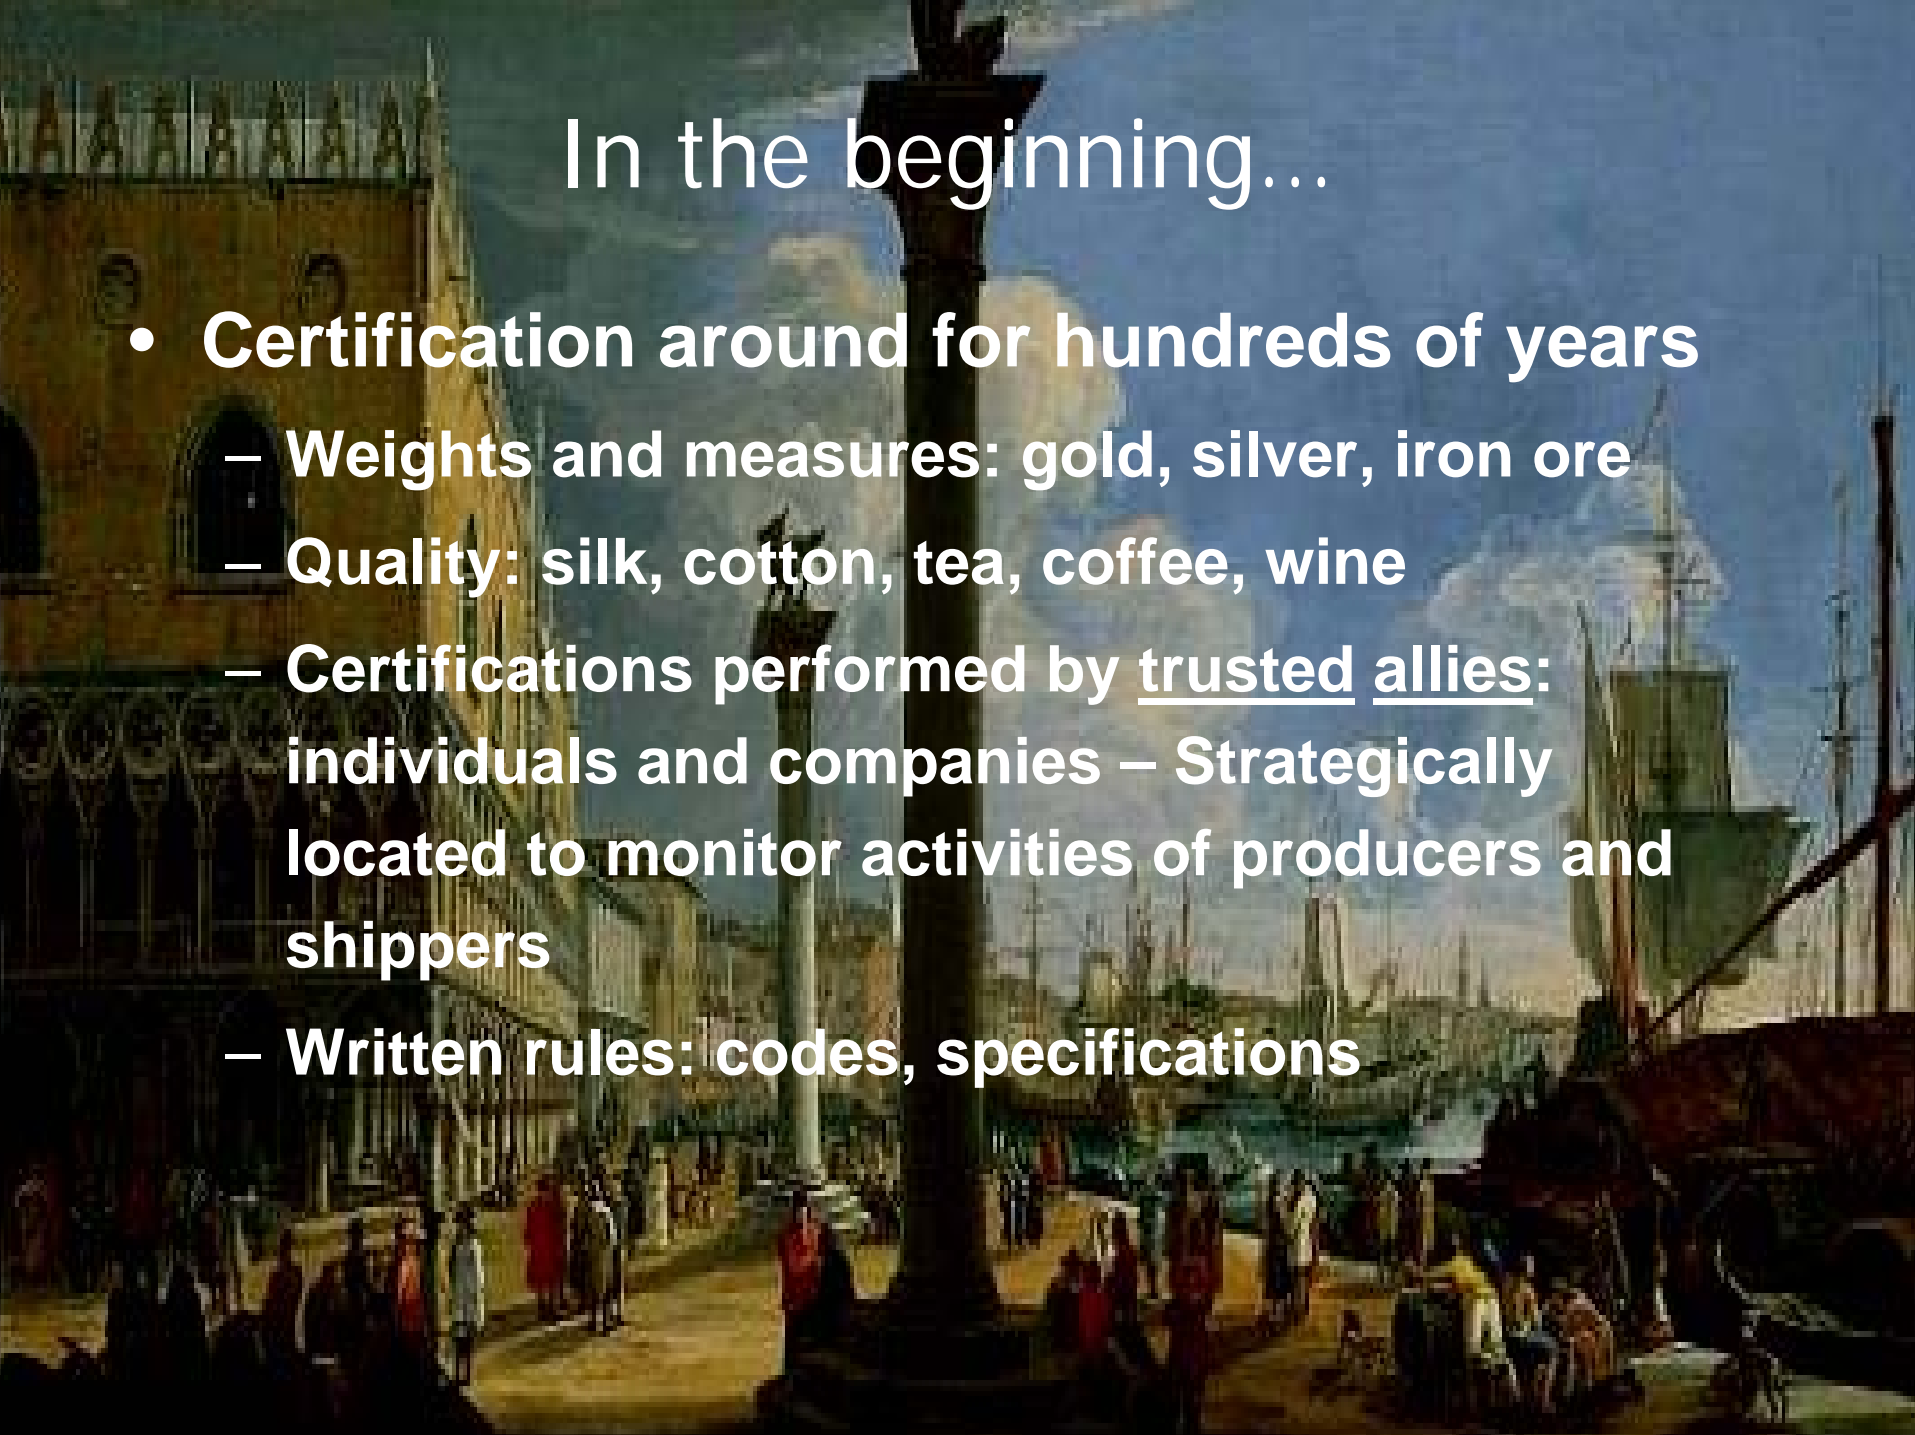 In the beginning...
• Certification around for hundreds of years
– Weights and measures: gold, silver, iron ore
– Quality: silk, cotton, tea, coffee, wine
– Certifications performed by trusted allies:
individuals and companies – Strategically
located to monitor activities of producers and
shippers
– Written rules: codes, specifications